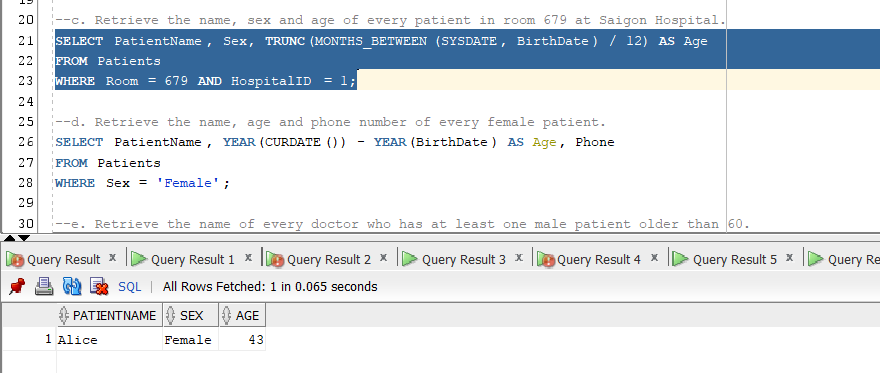 20 --c. Retrieve the name, sex and age of every patient in room 679 at Saigon Hospital.
21 SELECT PatientName, Sex, TRUNC(MONTHS_BETWEEN(SYSDATE, BirthDate) / 12) AS Age
22 FROM Patients
23 WHERE Room = 679 AND HospitalID = 1;
24
25 --d. Retrieve the name, age and phone number of every female patient.
26 SELECT PatientName, YEAR(CURDATE()) - YEAR(BirthDate) AS Age, Phone
27 FROM Patients
28 WHERE Sex = 'Female';
29
30 --e. Retrieve the name of every doctor who has at least one male patient older than 60.
Query Result x Query Result 1 x Query Result 2 x Query Result 3 x Query Result 4 x Query Result 5 x Query Re
SQL | All Rows Fetched: 1 in 0.065 seconds
PATIENTNAME SEX AGE
1 Alice Female 43